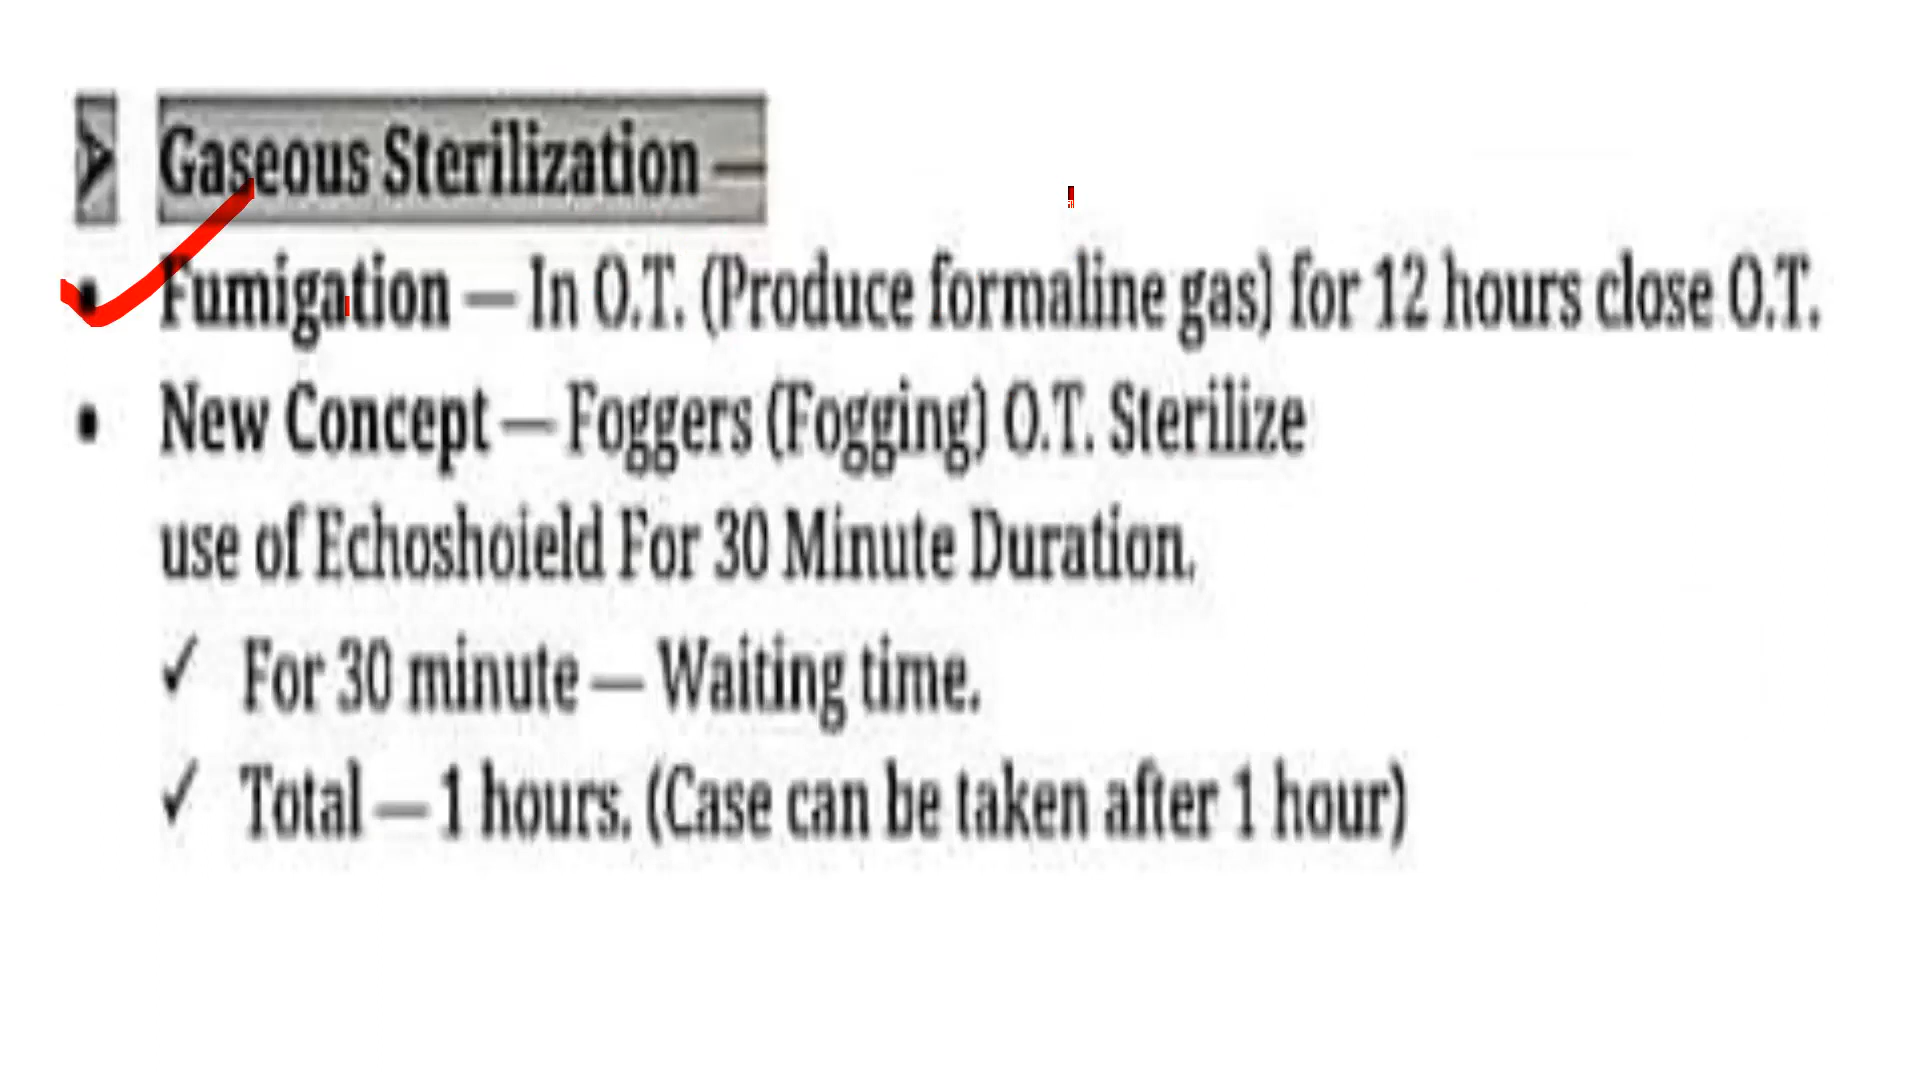 ➤ Gaseous Sterilization —
• Fumigation — In O.T. (Produce formaline gas) for 12 hours close O.T.
• New Concept — Foggers (Fogging) O.T. Sterilize
use of Echoshoield For 30 Minute Duration.
✓ For 30 minute — Waiting time.
✓ Total — 1 hours. (Case can be taken after 1 hour)